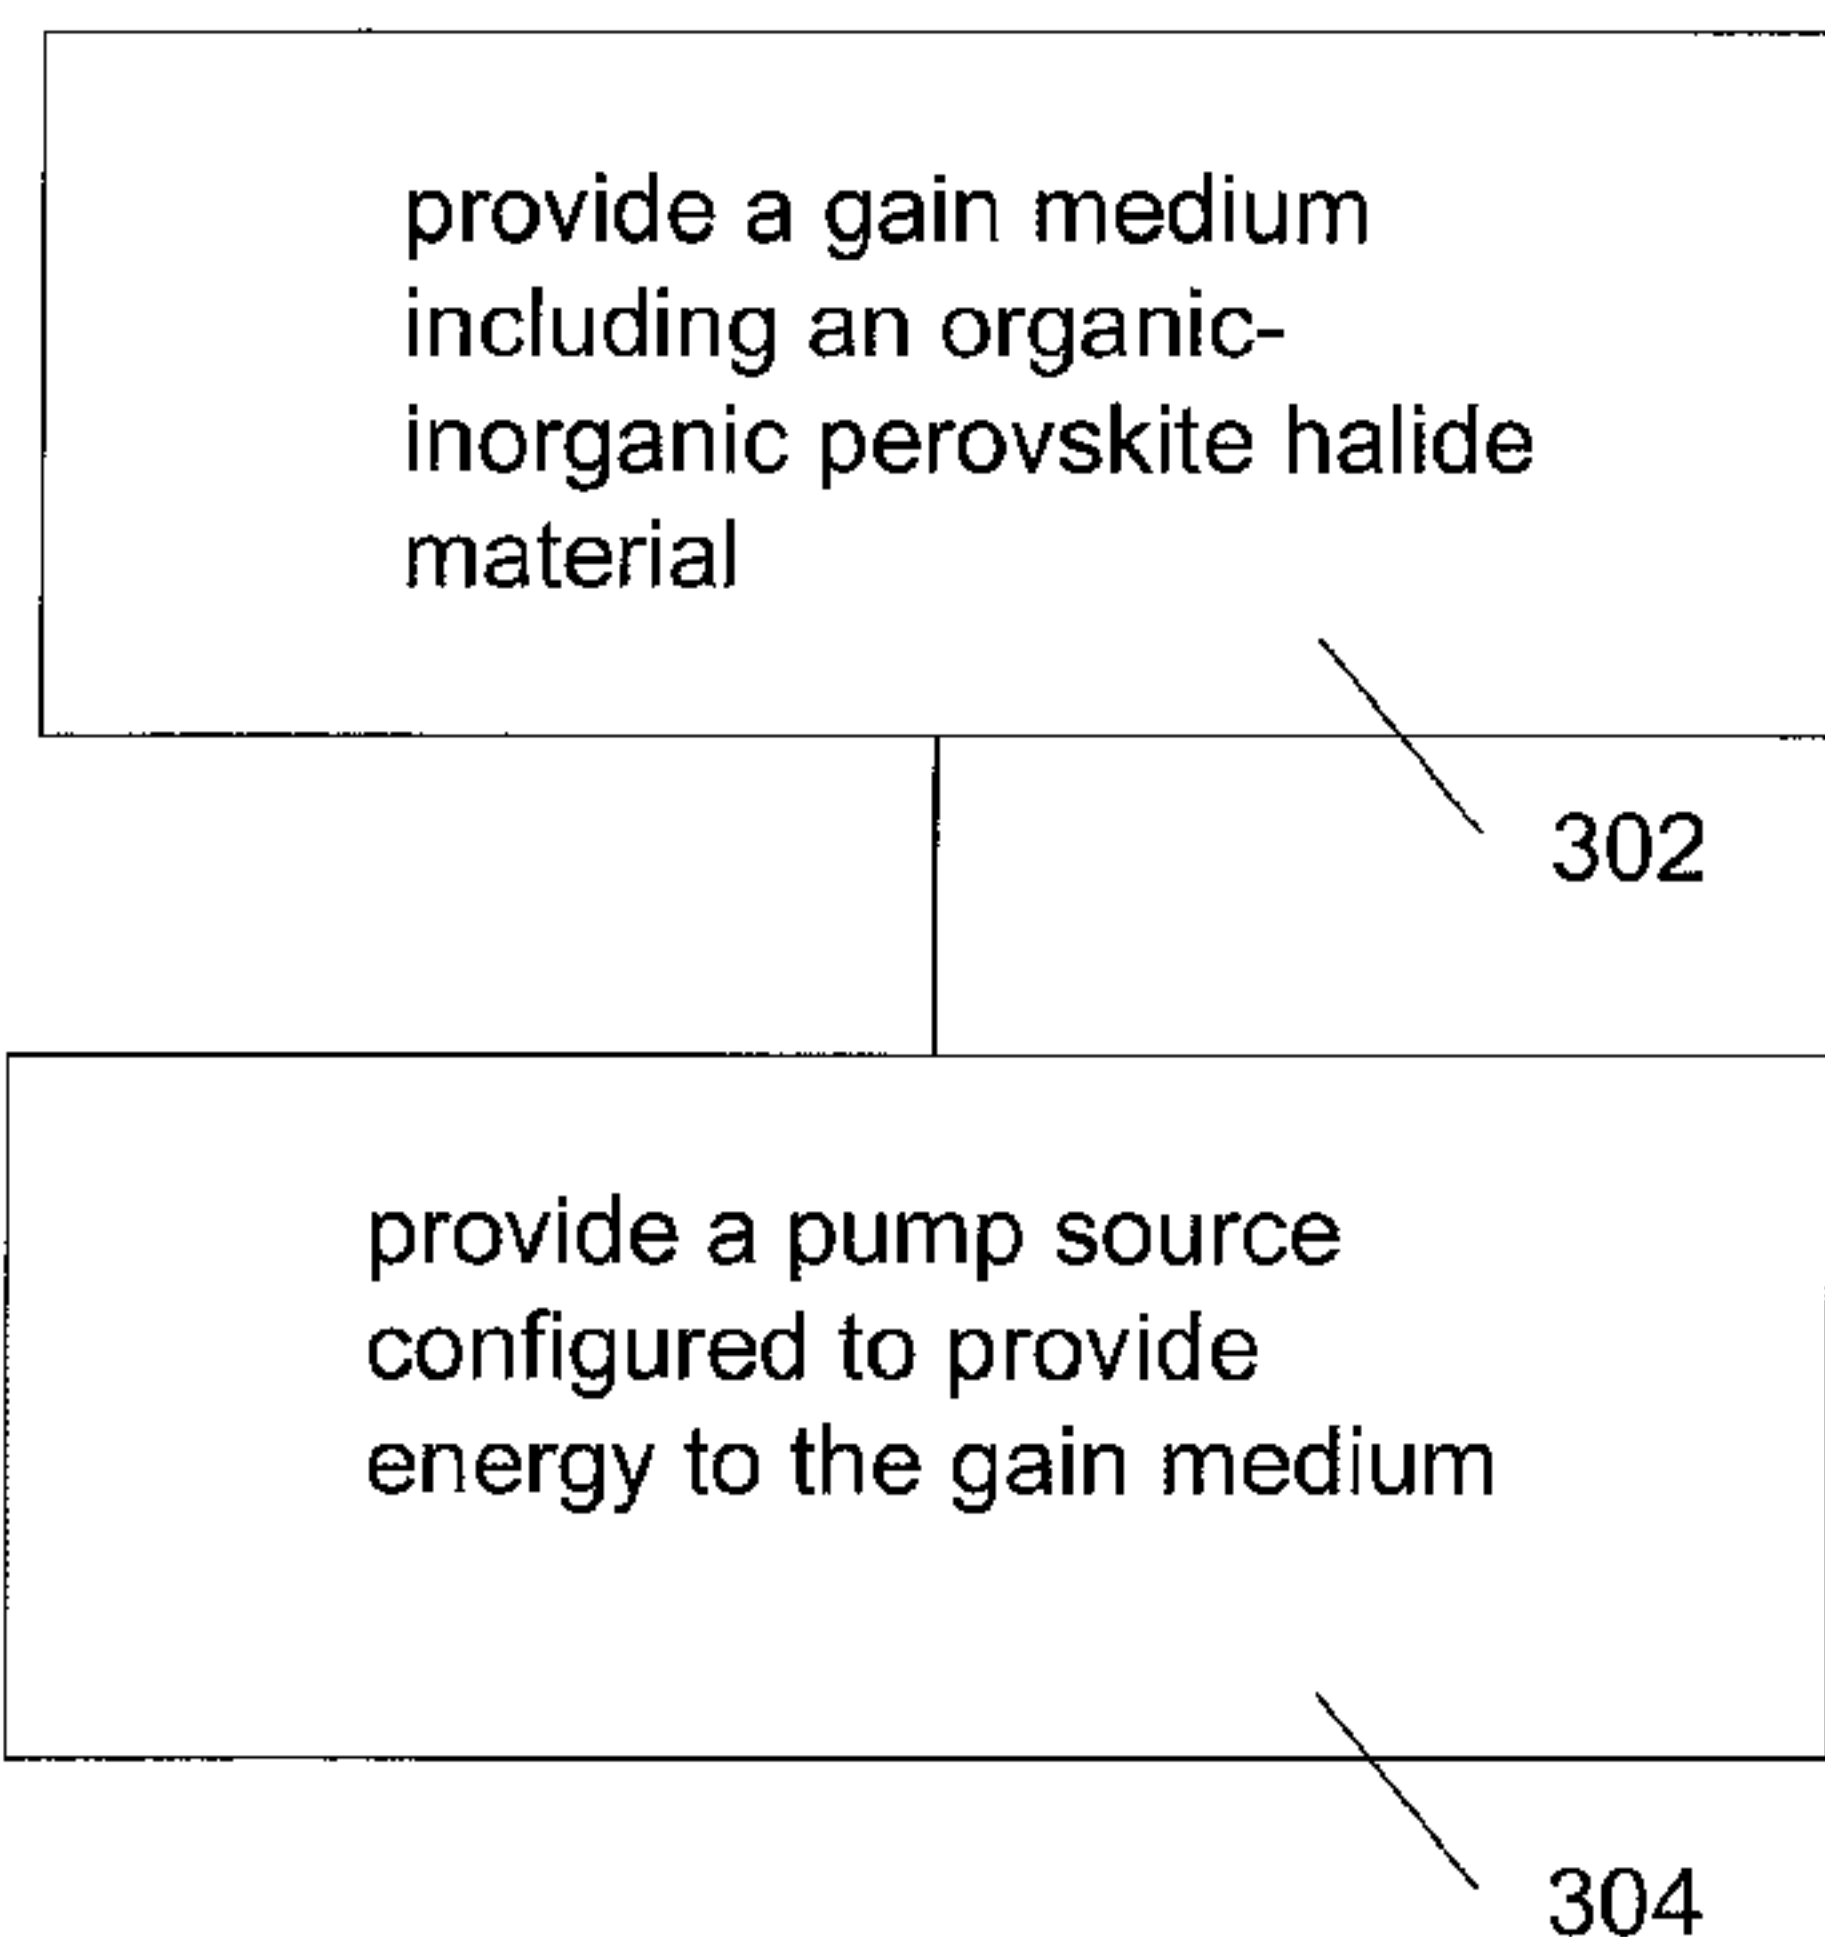 provide a gain medium
including an organic-
inorganic perovskite halide
material
302
provide a pump source
configured to provide
energy to the gain medium
304